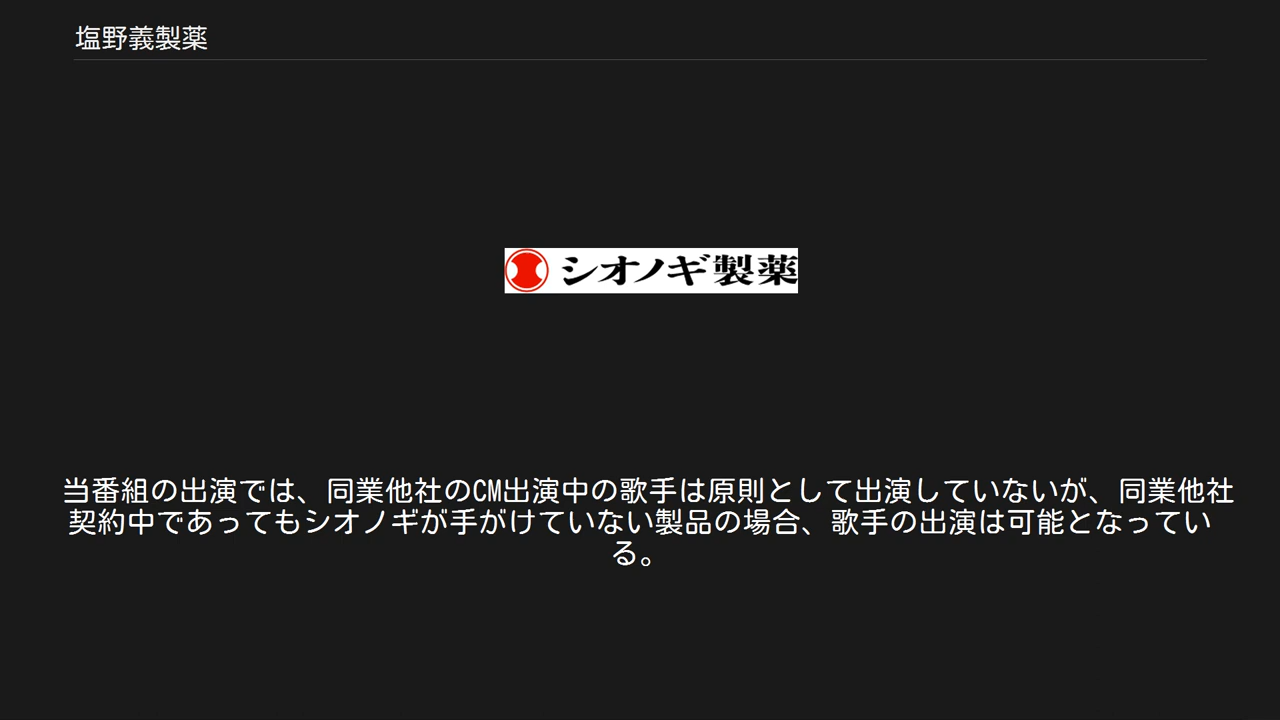 塩野義製薬
シオノギ製薬
当番組の出演では、同業他社のCM出演中の歌手は原則として出演していないが、同業他社
契約中であってもシオノギが手がけていない製品の場合、歌手の出演は可能となってい
る。